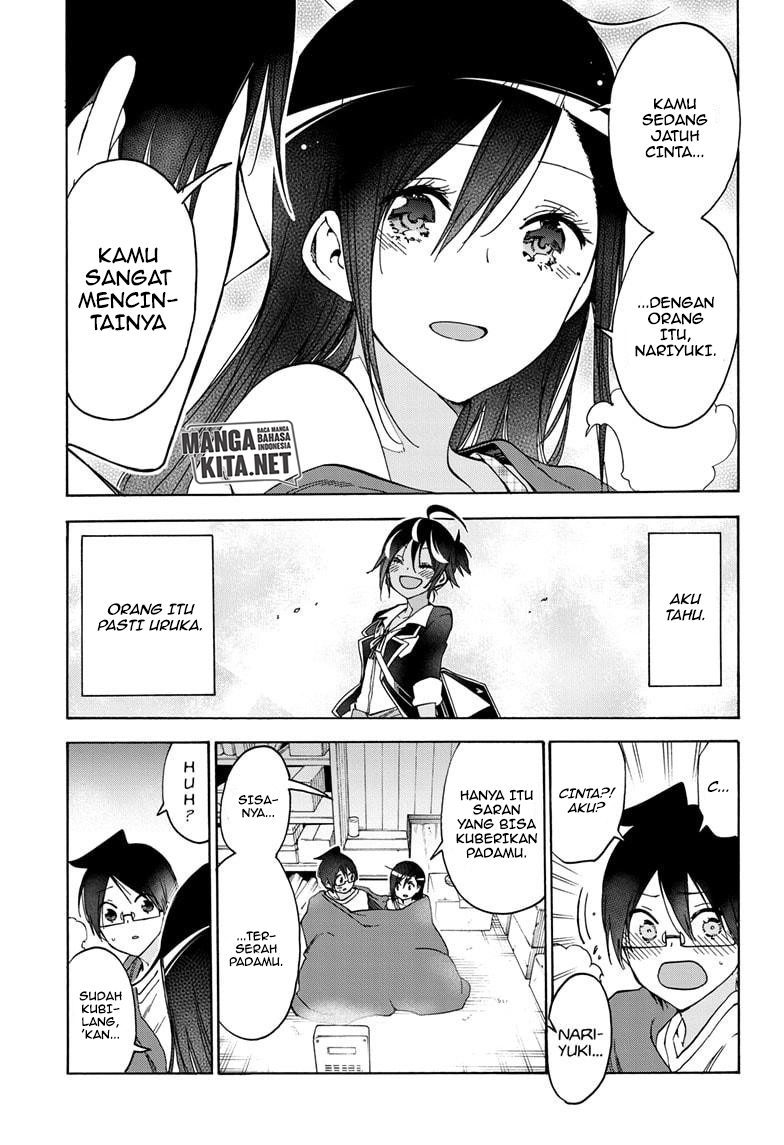 KAMU
SEDANG
JATUH
CINTA...
...DENGAN
ORANG
ITU,
NARIYUKI.
KAMU
SANGAT
MENCIN-
TAINYA
MANGA
KITA.NET
BACA MANGA
BAHASA
INDONESIA
AKU
TAHU.
ORANG ITU
PASTI URUKA.
C...
CINTA?!
AKU?
NARI-
YUKI...
HANYA ITU
SARAN
YANG BISA
KUBERIKAN
PADAMU.
SISA-
NYA...
...TER-
SERAH
PADAMU.
HUH?
SUDAH
KUBI-
LANG,
'KAN...